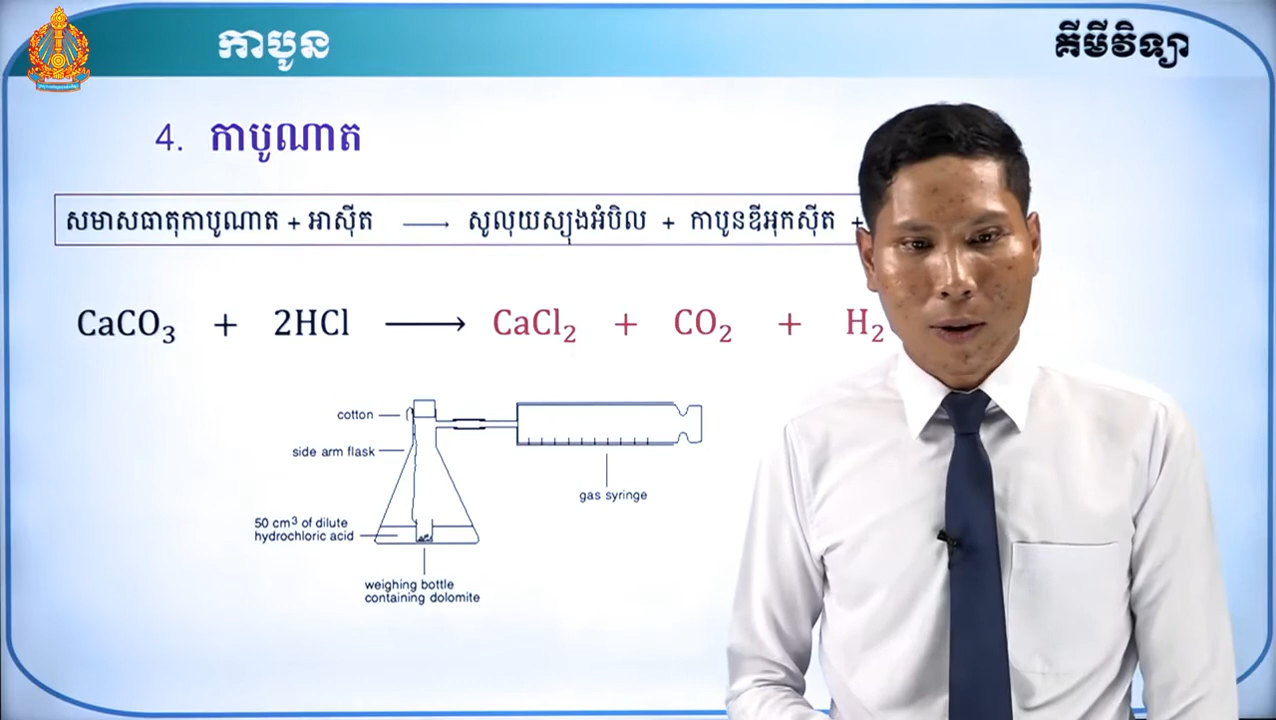 កាបូន
គីមីវិទ្យា
4. កាបូណាត
សមាសធាតុកាបូណាត + អាស៊ីត ⟶ សូលុយស្យុងអំបិល + កាបូនឌីអុកស៊ីត +
CaCO₃ + 2HCl ⟶ CaCl₂ + CO₂ + H₂
cotton
side arm flask
gas syringe
50 cm³ of dilute
hydrochloric acid
weighing bottle
containing dolomite